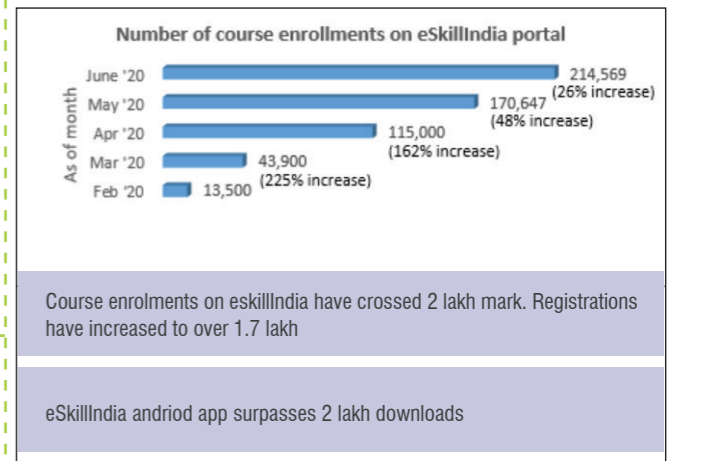 Number of course enrollments on eSkillIndia portal
As of month
June '20
214,569
(26% increase)
May '20
170,647
(48% increase)
Apr '20
115,000
(162% increase)
Mar '20
43,900
(225% increase)
Feb '20
13,500
Course enrolments on eskillIndia have crossed 2 lakh mark. Registrations
have increased to over 1.7 lakh
eSkillIndia andriod app surpasses 2 lakh downloads